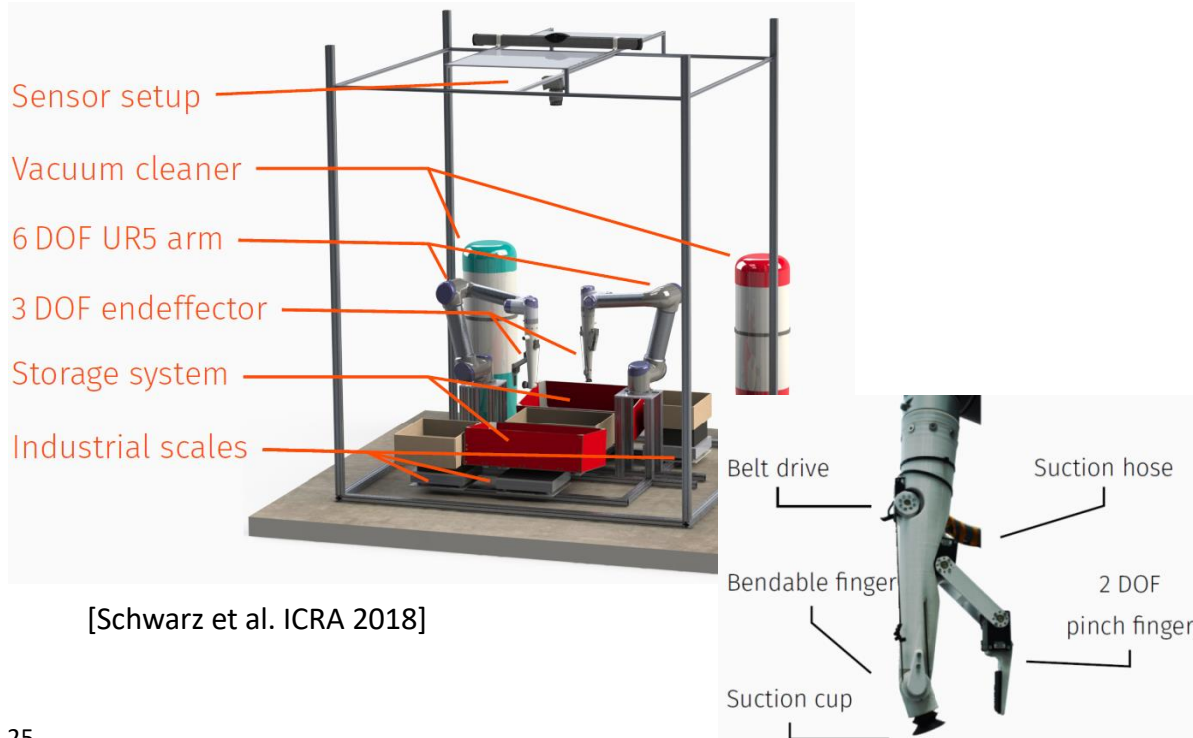 Sensor setup
Vacuum cleaner
6 DOF UR5 arm
3 DOF endeffector
Storage system
Industrial scales
Belt drive
Suction hose
Bendable finger
2 DOF
pinch finger
Suction cup
[Schwarz et al. ICRA 2018]
25